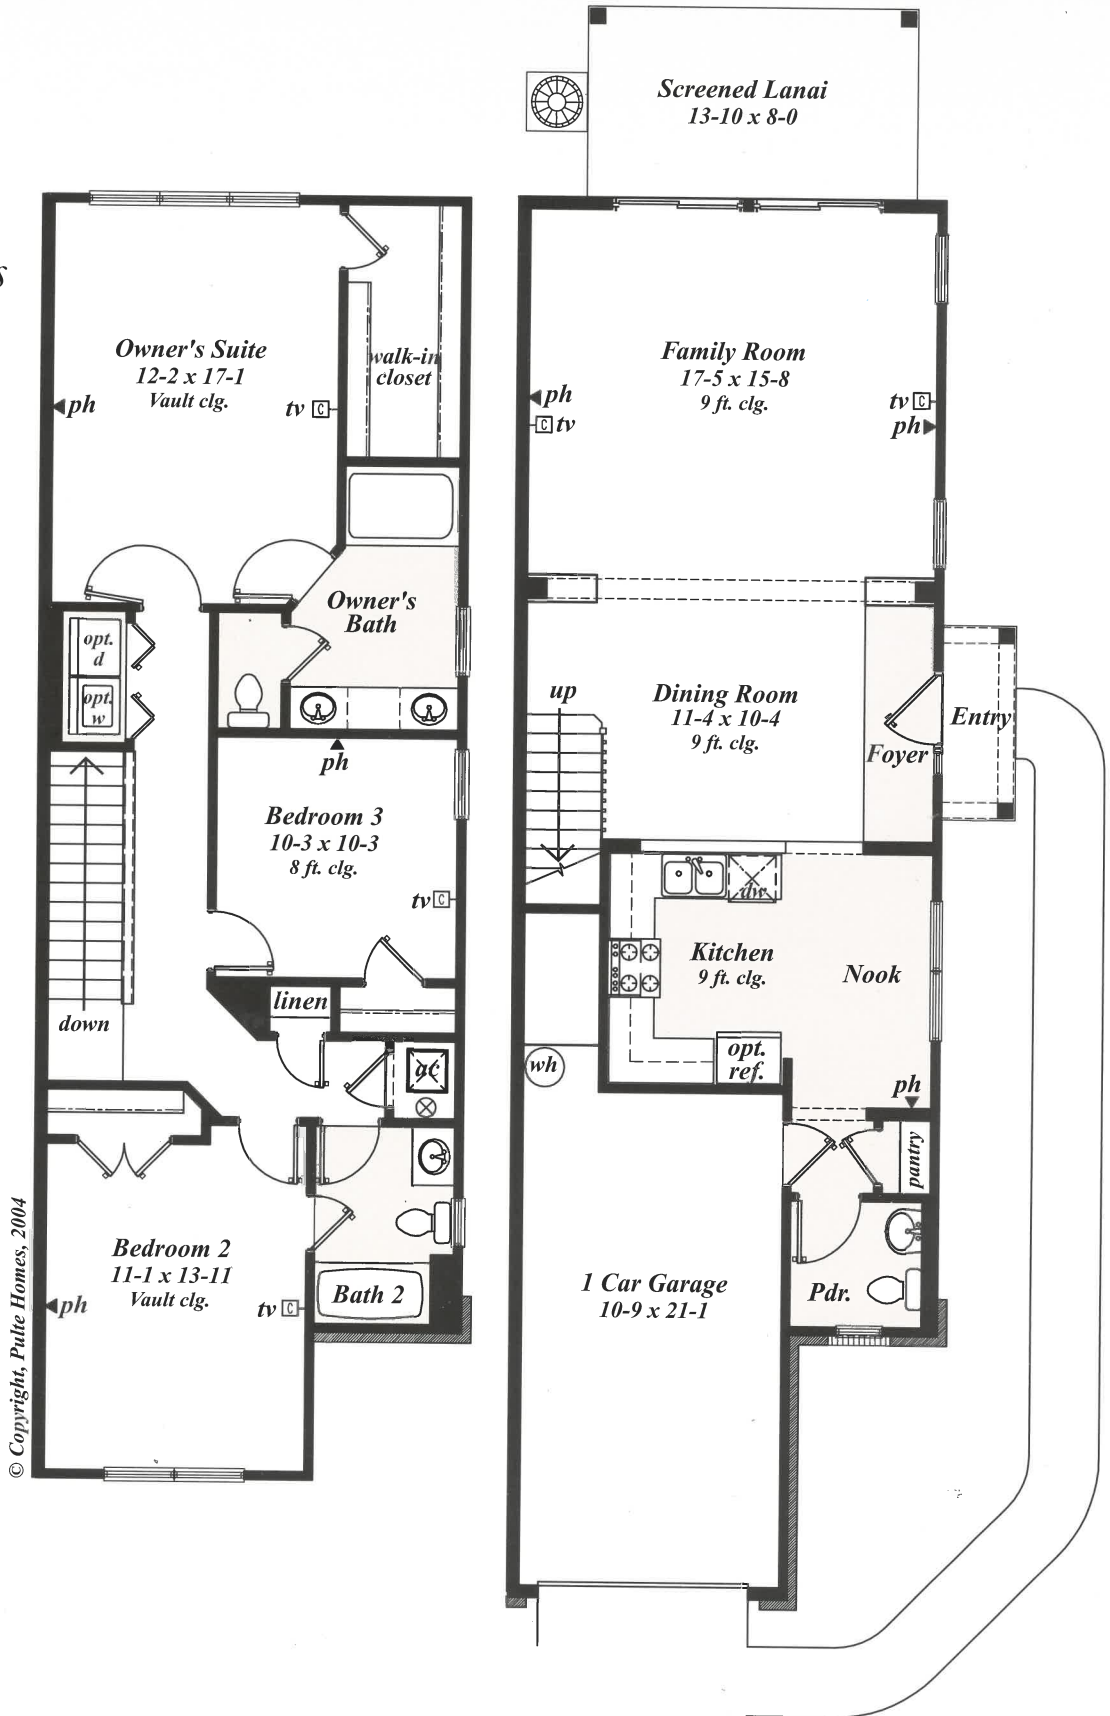 Screened Lanai
13-10 x 8-0
Owner's Suite
12-2 x 17-1
Vault clg.
ph
tv
C
walk-in
closet
Owner's
Bath
opt.
d
opt.
w
ph
Bedroom 3
10-3 x 10-3
8 ft. clg.
tv
C
down
linen
ac
Bedroom 2
11-1 x 13-11
Vault clg.
ph
tv
C
Bath 2
© Copyright, Pulte Homes, 2004
Family Room
17-5 x 15-8
9 ft. clg.
ph
C
tv
tv
C
ph
up
Dining Room
11-4 x 10-4
9 ft. clg.
Foyer
Entry
dw
Kitchen
9 ft. clg.
Nook
opt.
ref.
wh
ph
pantry
Pdr.
1 Car Garage
10-9 x 21-1